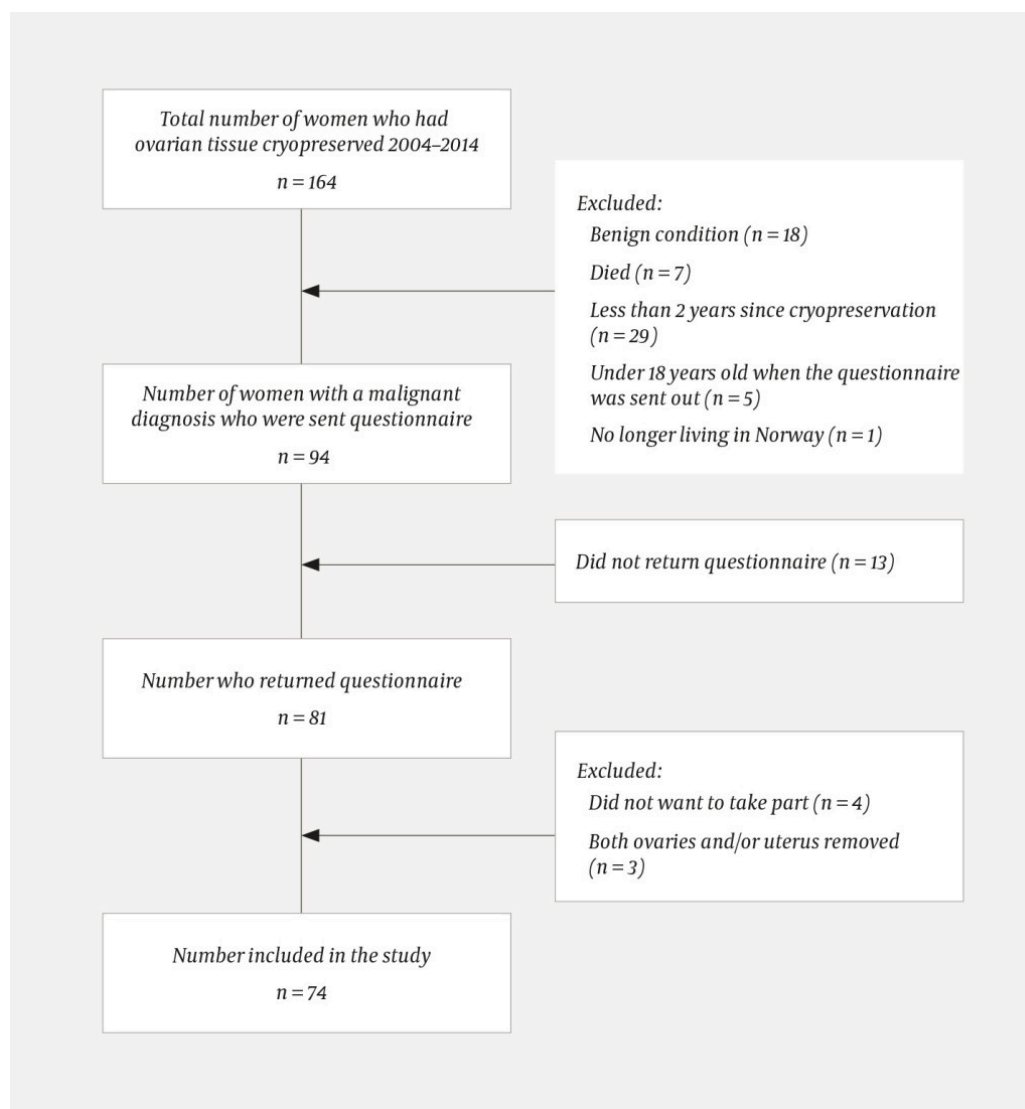 Total number of women who had
ovarian tissue cryopreserved 2004–2014
n = 164
Excluded:
Benign condition (n = 18)
Died (n = 7)
Less than 2 years since cryopreservation
(n = 29)
Under 18 years old when the questionnaire
was sent out (n = 5)
No longer living in Norway (n = 1)
Number of women with a malignant
diagnosis who were sent questionnaire
n = 94
Did not return questionnaire (n = 13)
Number who returned questionnaire
n = 81
Excluded:
Did not want to take part (n = 4)
Both ovaries and/or uterus removed
(n = 3)
Number included in the study
n = 74